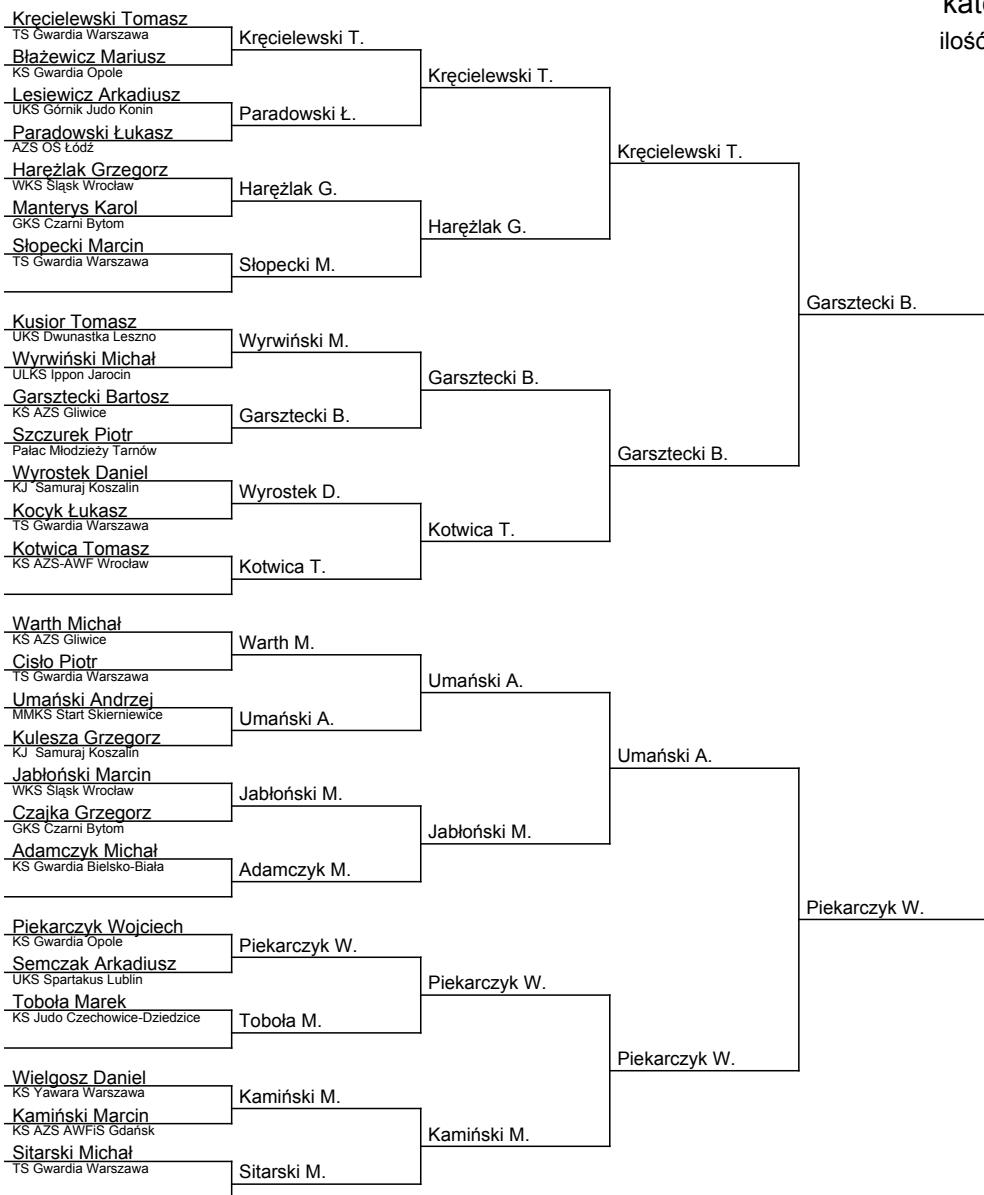 Kręcielewski Tomasz
TS Gwardia Warszawa
Błażewicz Mariusz
KS Gwardia Opole
Lesiewicz Arkadiusz
UKS Górnik Judo Konin
Paradowski Łukasz
AZS OŚ Łódź
Haręźlak Grzegorz
WKS Śląsk Wrocław
Manterys Karol
GKS Czarni Bytom
Słopecki Marcin
TS Gwardia Warszawa
Kusior Tomasz
UKS Dwunastka Leszno
Wyrwiński Michał
ULKS Ippon Jarocin
Garsztecki Bartosz
KŚ AZS Gliwice
Szczurek Piotr
Pałac Młodzieży Tarnów
Wyrostek Daniel
KJ Samuraj Koszalin
Kocyk Łukasz
TS Gwardia Warszawa
Kotwica Tomasz
KS AZS-AWF Wrocław
Warth Michał
KŚ AZS Gliwice
Cisło Piotr
TS Gwardia Warszawa
Umański Andrzej
MMKS Start Skierniewice
Kulesza Grzegorz
KJ Samuraj Koszalin
Jabłoński Marcin
WKS Śląsk Wrocław
Czajka Grzegorz
GKS Czarni Bytom
Adamczyk Michał
KS Gwardia Bielsko-Biała
Piekarczyk Wojciech
KS Gwardia Opole
Semczak Arkadiusz
UKS Spartakus Lublin
Toboła Marek
KS Judo Czechowice-Dziedzice
Wielgosz Daniel
KS Yawara Warszawa
Kamiński Marcin
KS AZS AWFiS Gdańsk
Sitarski Michał
TS Gwardia Warszawa
Kręcielewski T.
Paradowski Ł.
Haręźlak G.
Słopecki M.
Wyrwiński M.
Garsztecki B.
Wyrostek D.
Kotwica T.
Warth M.
Umański A.
Jabłoński M.
Adamczyk M.
Piekarczyk W.
Toboła M.
Kamiński M.
Sitarski M.
Kręcielewski T.
Haręźlak G.
Garsztecki B.
Kotwica T.
Umański A.
Jabłoński M.
Piekarczyk W.
Kamiński M.
Kręcielewski T.
Garsztecki B.
Umański A.
Piekarczyk W.
Garsztecki B.
Piekarczyk W.